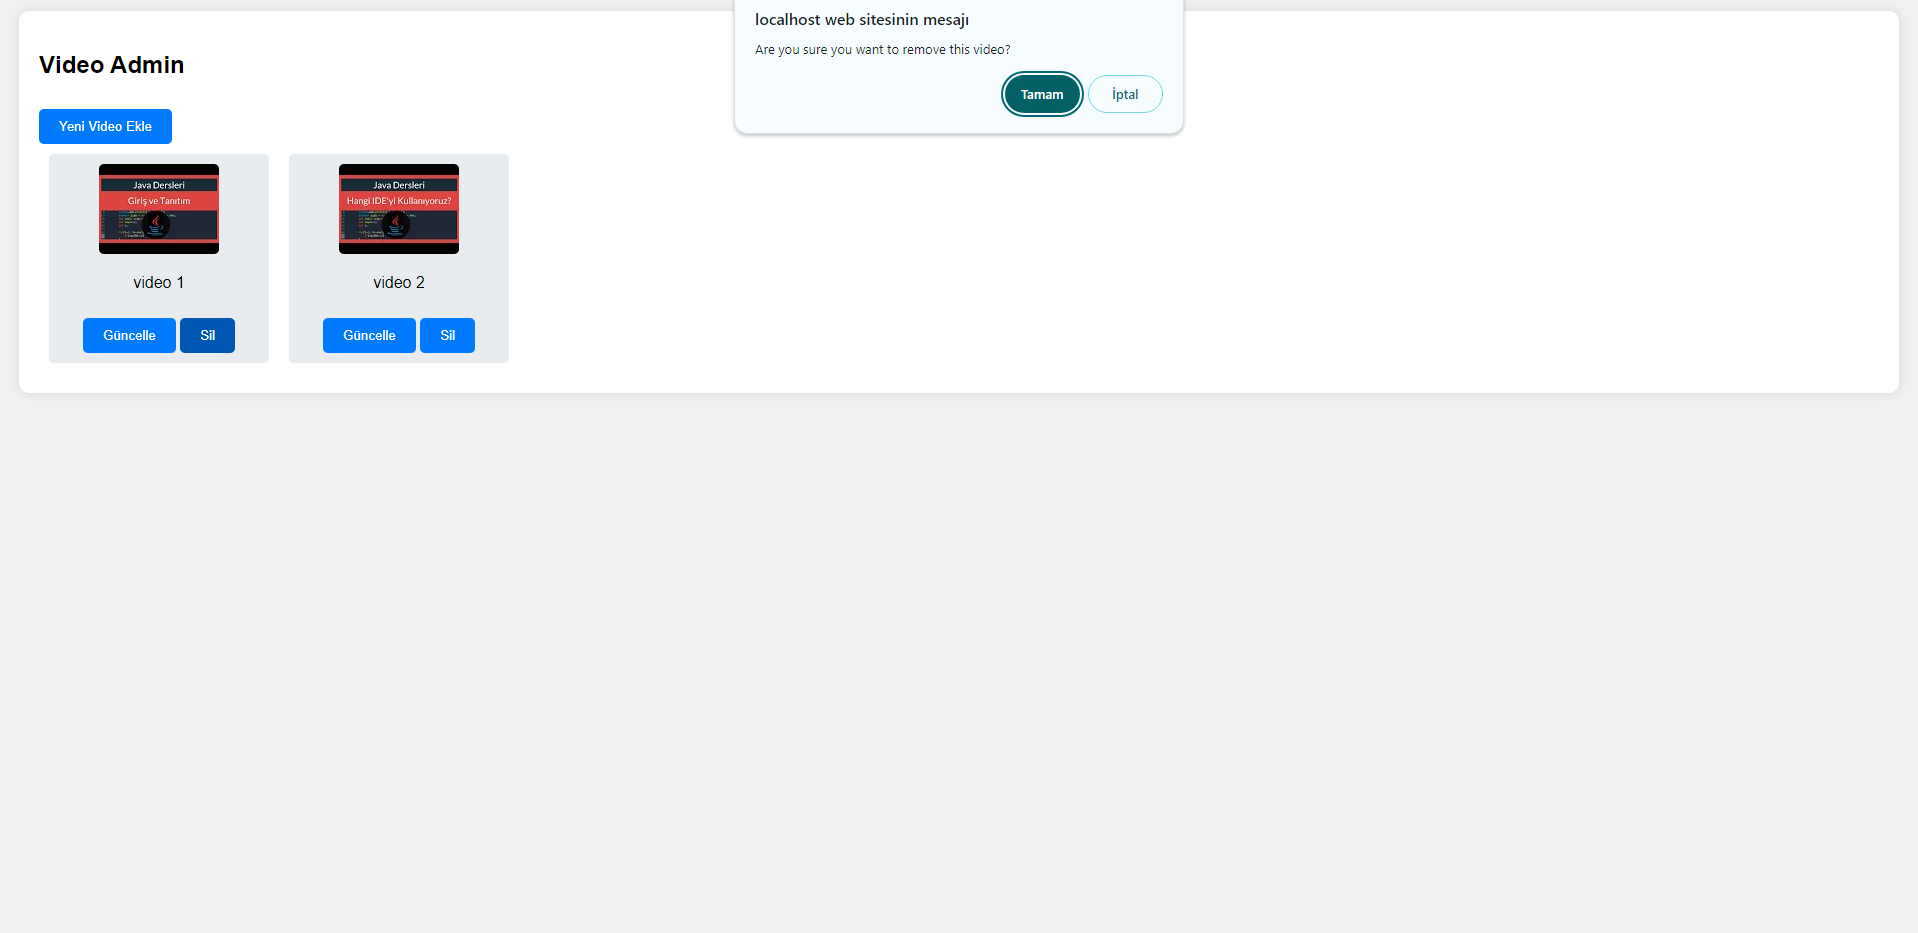 localhost web sitesinin mesajı
Are you sure you want to remove this video?
Tamam
İptal
Video Admin
Yeni Video Ekle
Java Dersleri
Giriş ve Tanıtım
video 1
Güncelle
Sil
Java Dersleri
Hangi IDE'yi Kullanıyoruz?
video 2
Güncelle
Sil